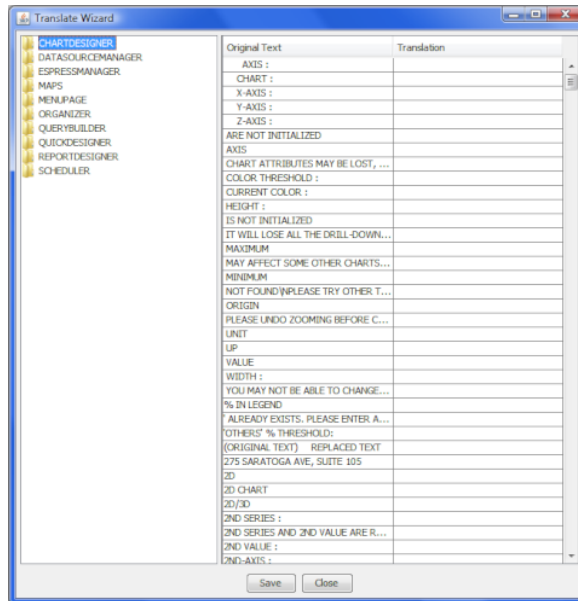 Translate Wizard
CHARTDESIGNER
DATASOURCEMANAGER
ESPRESSMANAGER
MAPS
MENUPAGE
ORGANIZER
QUERYBUILDER
QUICKDESIGNER
REPORTDESIGNER
SCHEDULER
Original Text Translation
AXIS :
CHART :
X-AXIS :
Y-AXIS :
Z-AXIS :
ARE NOT INITIALIZED
AXIS
CHART ATTRIBUTES MAY BE LOST, ...
COLOR THRESHOLD :
CURRENT COLOR :
HEIGHT :
IS NOT INITIALIZED
IT WILL LOSE ALL THE DRILL-DOWN...
MAXIMUM
MAY AFFECT SOME OTHER CHARTS...
MINIMUM
NOT FOUND\NPLEASE TRY OTHER T...
ORIGIN
PLEASE UNDO ZOOMING BEFORE C...
UNIT
UP
VALUE
WIDTH :
YOU MAY NOT BE ABLE TO CHANGE...
% IN LEGEND
' ALREADY EXISTS. PLEASE ENTER A...
'OTHERS' % THRESHOLD:
(ORIGINAL TEXT) REPLACED TEXT
275 SARATOGA AVE, SUITE 105
2D
2D CHART
2D/3D
2ND SERIES :
2ND SERIES AND 2ND VALUE ARE R...
2ND VALUE :
2ND-AXIS :
Save Close